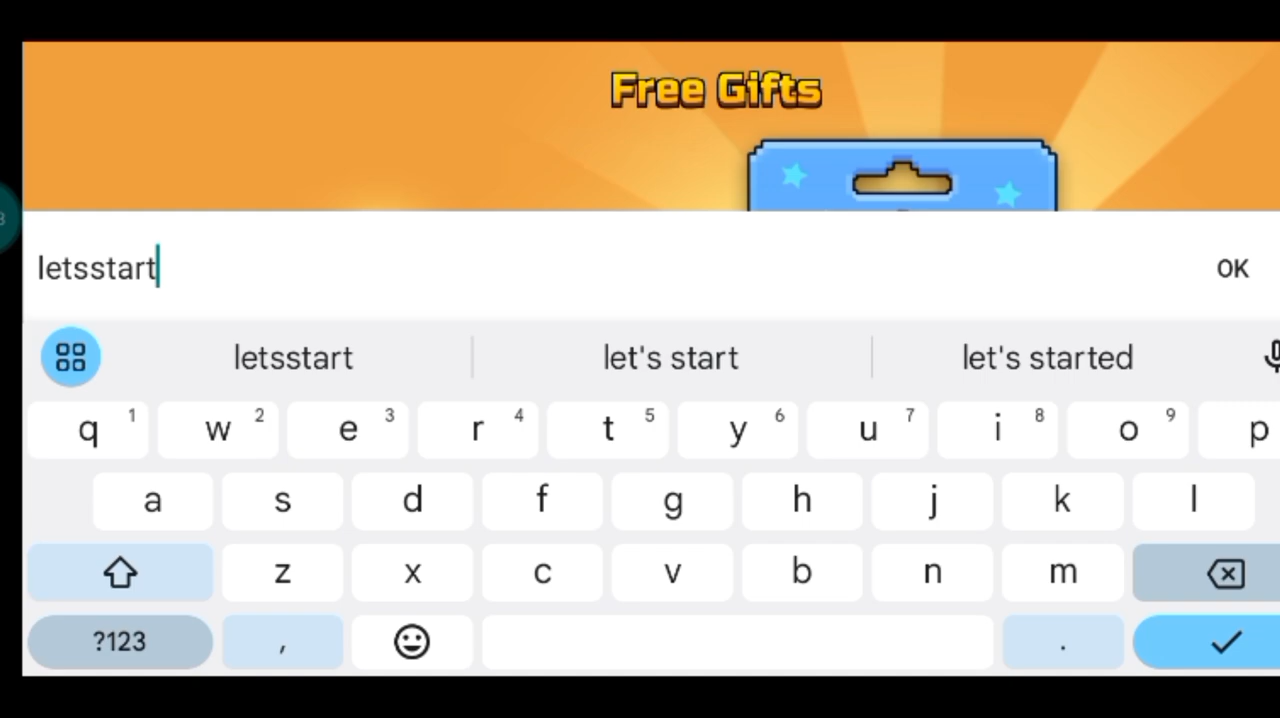 Free Gifts
letsstart
OK
letsstart let's start let's started
q 1 w 2 e 3 r 4 t 5 y 6 u 7 i 8 o 9 p
a s d f g h j k l
z x c v b n m
?123 , .